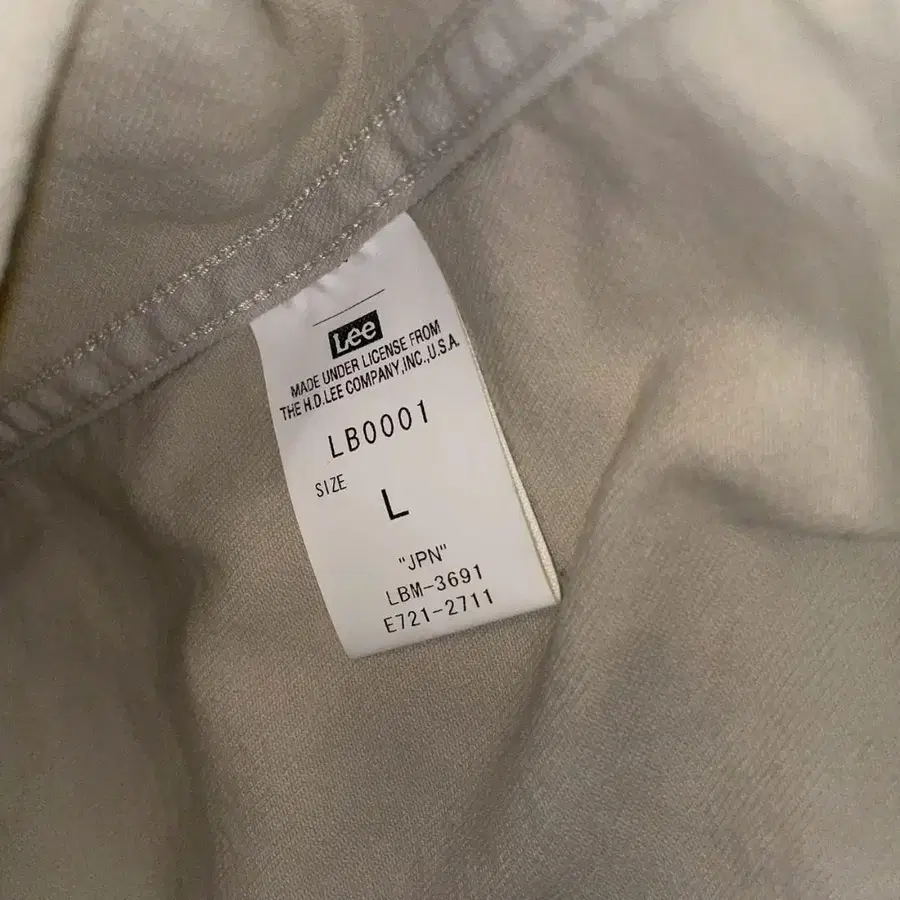 Lee
MADE UNDER LICENSE FROM
THE H.D.LEE COMPANY,INC.,U.S.A.
LB0001
SIZE
L
"JPN"
LBM-3691
E721-2711